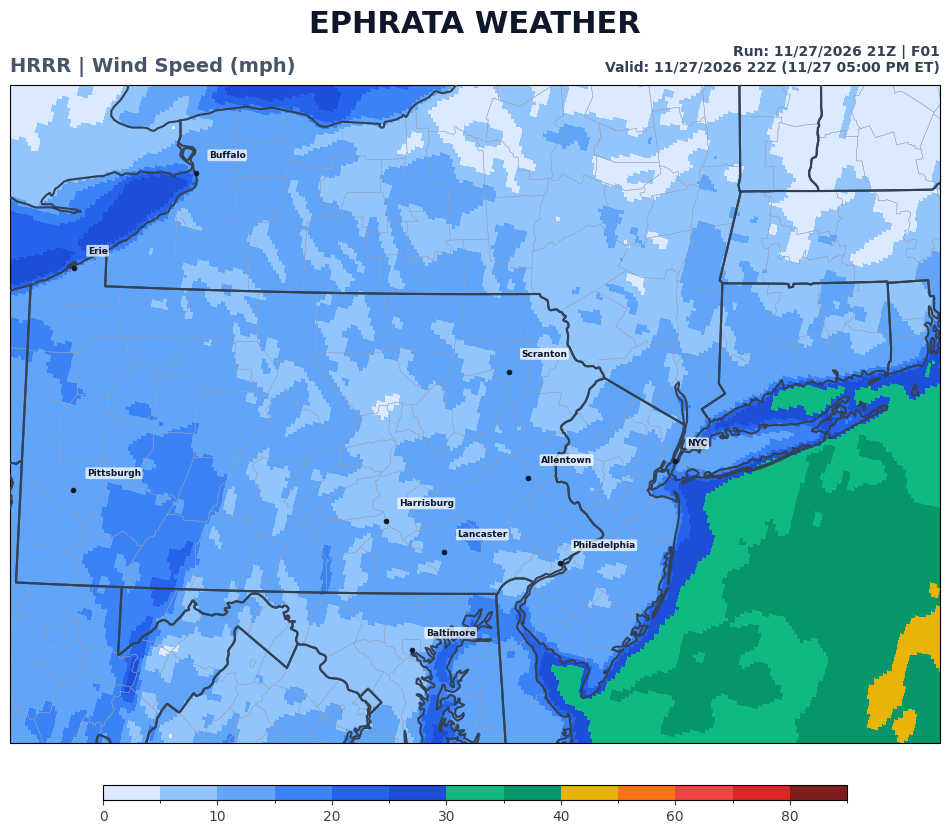 EPHRATA WEATHER
Run: 11/27/2026 21Z | F01
HRRR | Wind Speed (mph)
Valid: 11/27/2026 22Z (11/27 05:00 PM ET)
Buffalo
Erie
Scranton
NYC
Allentown
Pittsburgh
Harrisburg
Lancaster
Philadelphia
Baltimore
0 10 20 30 40 50 60 70 80